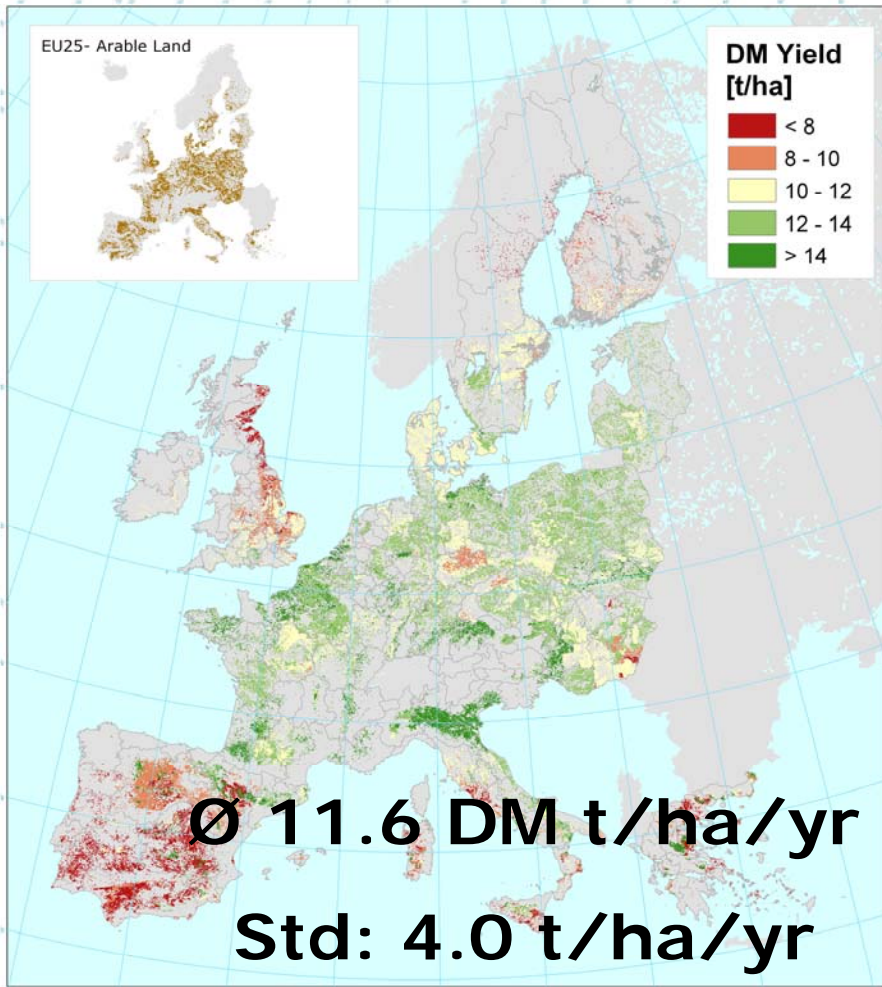 EU25- Arable Land
DM Yield
[t/ha]
< 8
8 - 10
10 - 12
12 - 14
> 14
Ø 11.6 DM t/ha/yr
Std: 4.0 t/ha/yr